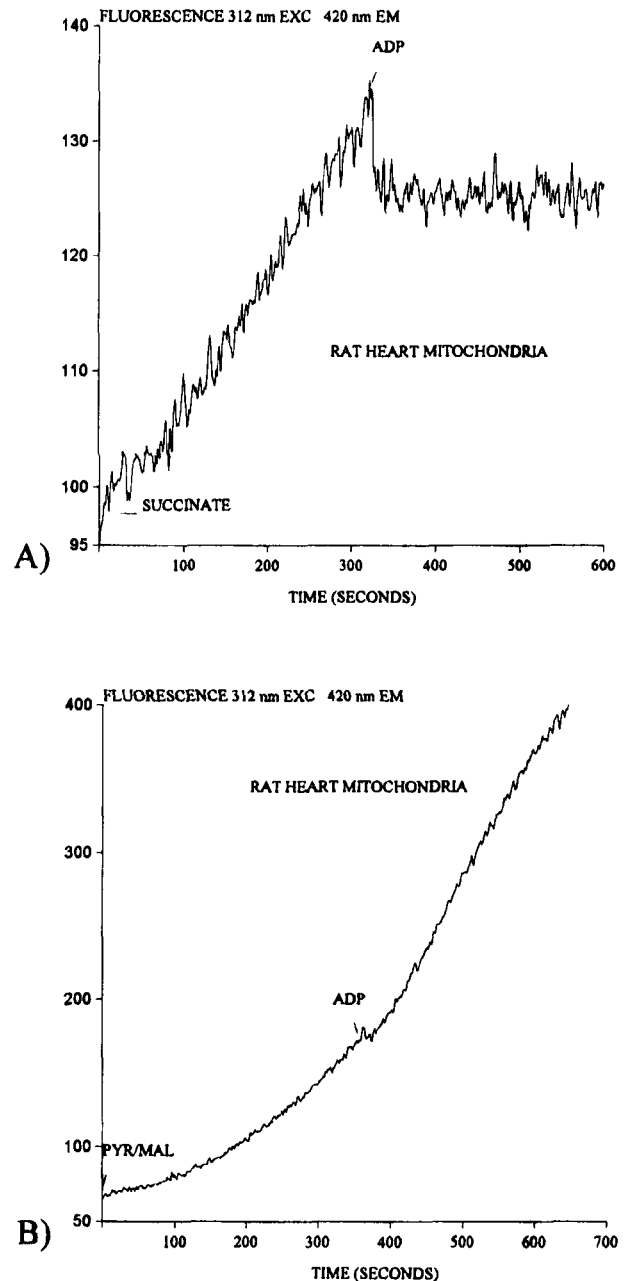 FLUORESCENCE 312 nm EXC 420 nm EM
140
ADP
130
120
RAT HEART MITOCHONDRIA
110
100
SUCCINATE
95
A)
100 200 300 400 500 600
TIME (SECONDS)
FLUORESCENCE 312 nm EXC 420 nm EM
400
RAT HEART MITOCHONDRIA
300
ADP
200
100
PYR/MAL
50
B)
100 200 300 400 500 600 700
TIME (SECONDS)